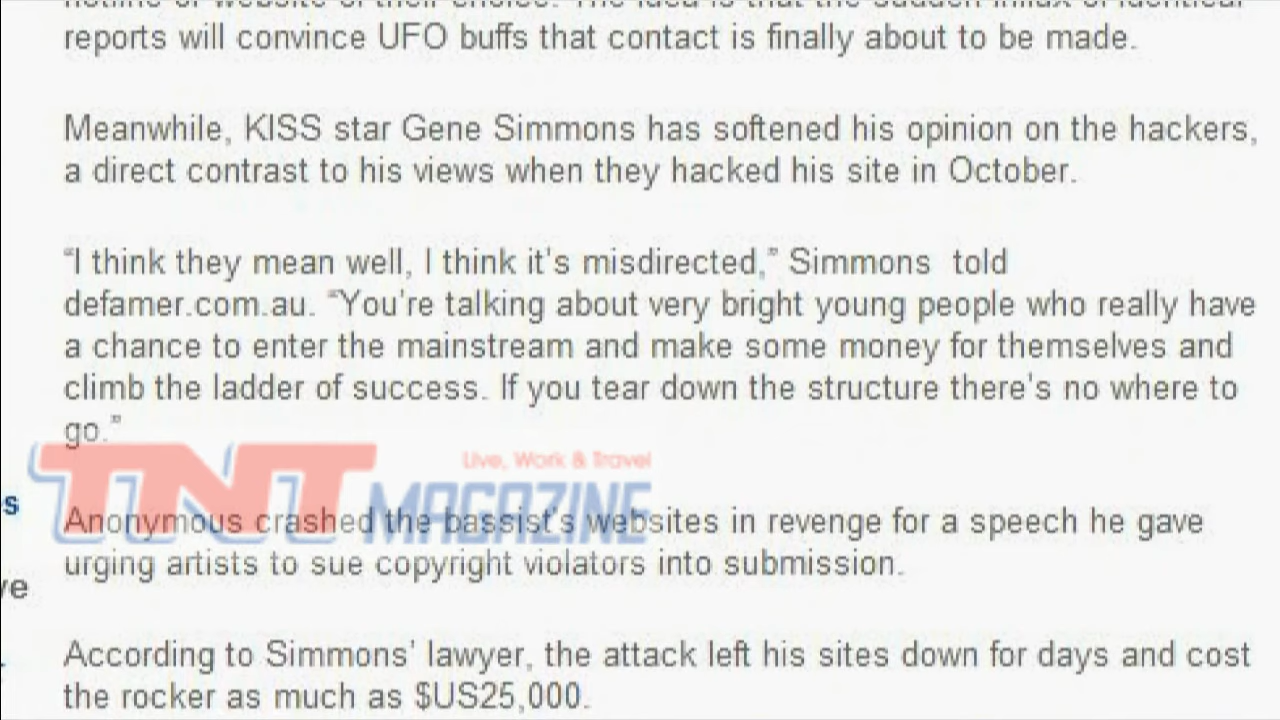 reports will convince UFO buffs that contact is finally about to be made.
Meanwhile, KISS star Gene Simmons has softened his opinion on the hackers,
a direct contrast to his views when they hacked his site in October.
“I think they mean well, I think it's misdirected,” Simmons told
defamer.com.au. “You're talking about very bright young people who really have
a chance to enter the mainstream and make some money for themselves and
climb the ladder of success. If you tear down the structure there's no where to
go.”
TNT MAGAZINE
Live, Work & Travel
s
Anonymous crashed the bassist's websites in revenge for a speech he gave
urging artists to sue copyright violators into submission.
ve
According to Simmons’ lawyer, the attack left his sites down for days and cost
the rocker as much as $US25,000.